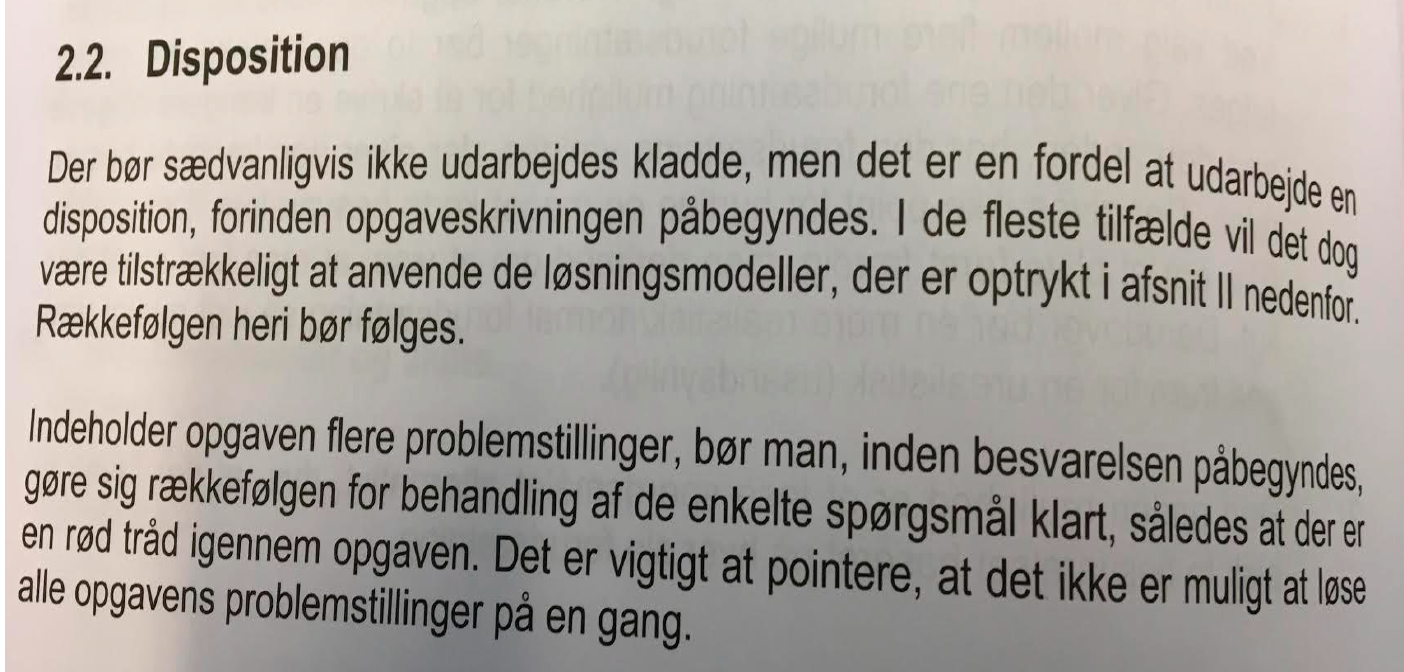 2.2. Disposition
Der bør sædvanligvis ikke udarbejdes kladde, men det er en fordel at udarbejde en
disposition, forinden opgaveskrivningen påbegyndes. I de fleste tilfælde vil det dog
være tilstrækkeligt at anvende de løsningsmodeller, der er optrykt i afsnit II nedenfor.
Rækkefølgen heri bør følges.
Indeholder opgaven flere problemstillinger, bør man, inden besvarelsen påbegyndes,
gøre sig rækkefølgen for behandling af de enkelte spørgsmål klart, således at der er
en rød tråd igennem opgaven. Det er vigtigt at pointere, at det ikke er muligt at løse
alle opgavens problemstillinger på en gang.